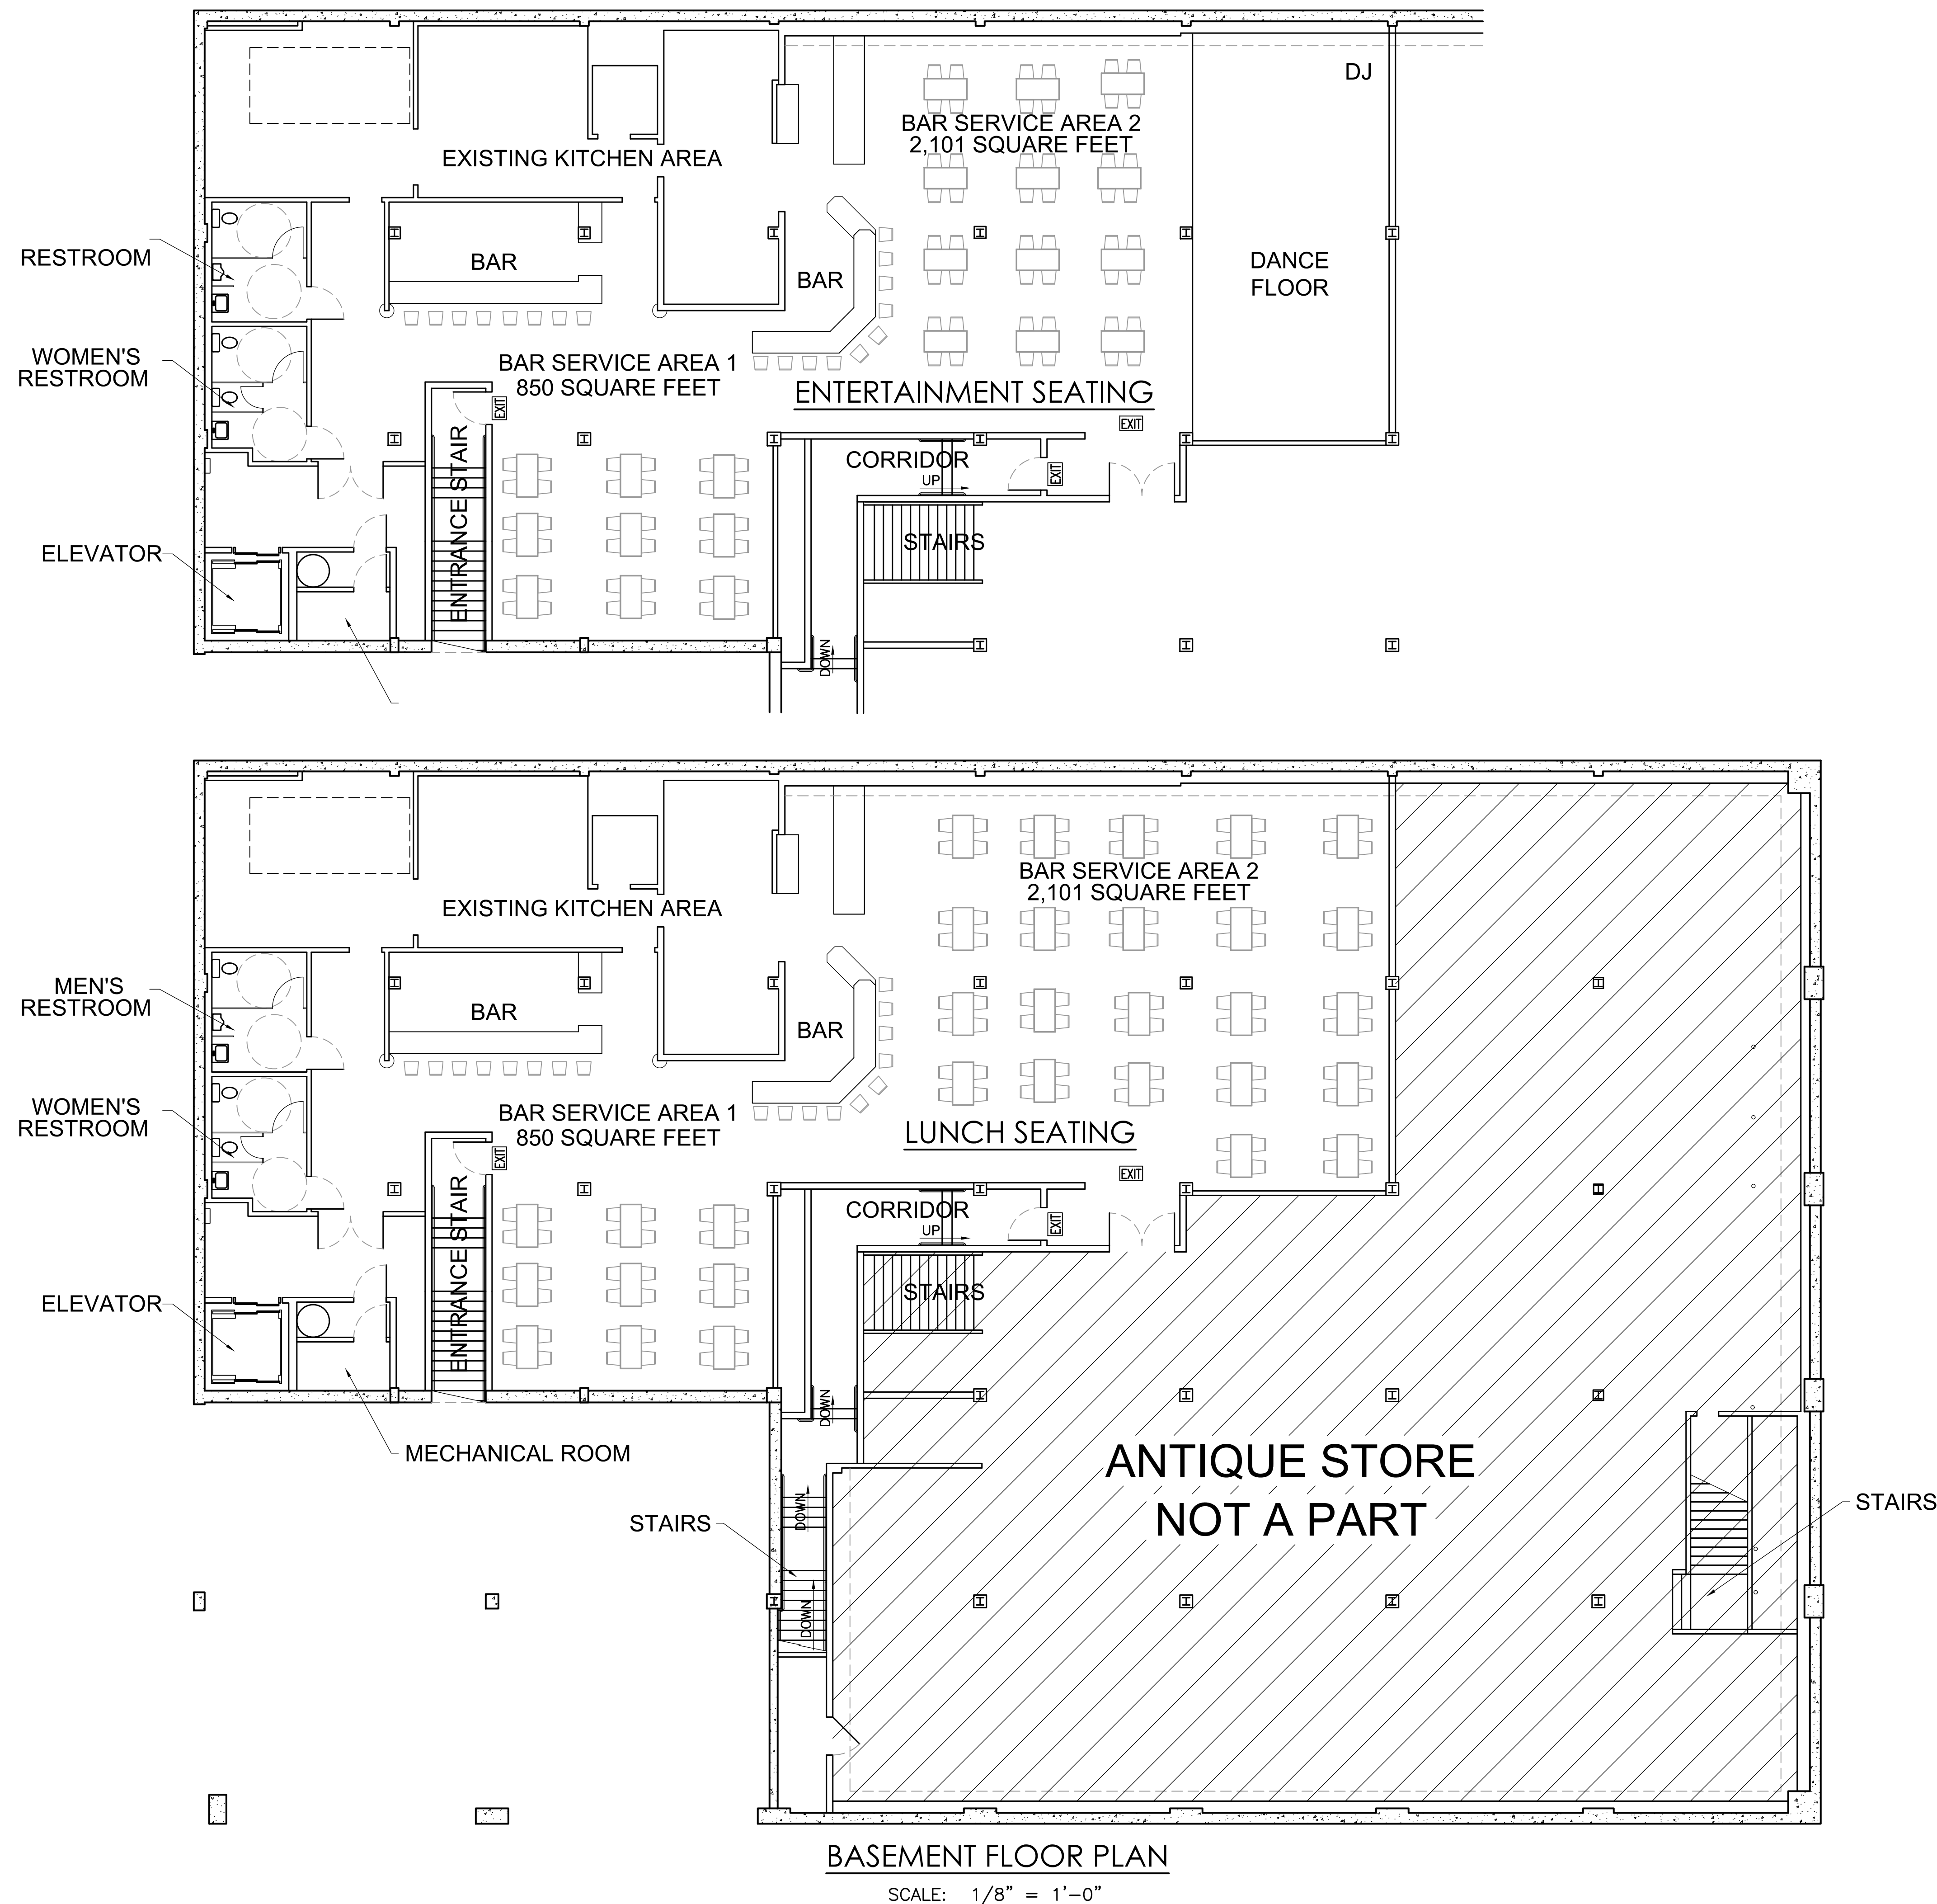 DJ
BAR SERVICE AREA 2
2,101 SQUARE FEET
EXISTING KITCHEN AREA
RESTROOM
BAR
BAR
DANCE
FLOOR
WOMEN'S
RESTROOM
BAR SERVICE AREA 1
850 SQUARE FEET
ENTERTAINMENT SEATING
EXIT
EXIT
CORRIDOR
UP
EXIT
ENTRANCE STAIR
STAIRS
ELEVATOR
DOWN
BAR SERVICE AREA 2
2,101 SQUARE FEET
EXISTING KITCHEN AREA
MEN'S
RESTROOM
BAR
BAR
WOMEN'S
RESTROOM
BAR SERVICE AREA 1
850 SQUARE FEET
LUNCH SEATING
EXIT
EXIT
CORRIDOR
UP
EXIT
ENTRANCE STAIR
STAIRS
ELEVATOR
DOWN
MECHANICAL ROOM
ANTIQUE STORE
NOT A PART
STAIRS
DOWN
STAIRS
DOWN
BASEMENT FLOOR PLAN
SCALE: 1/8" = 1'-0"